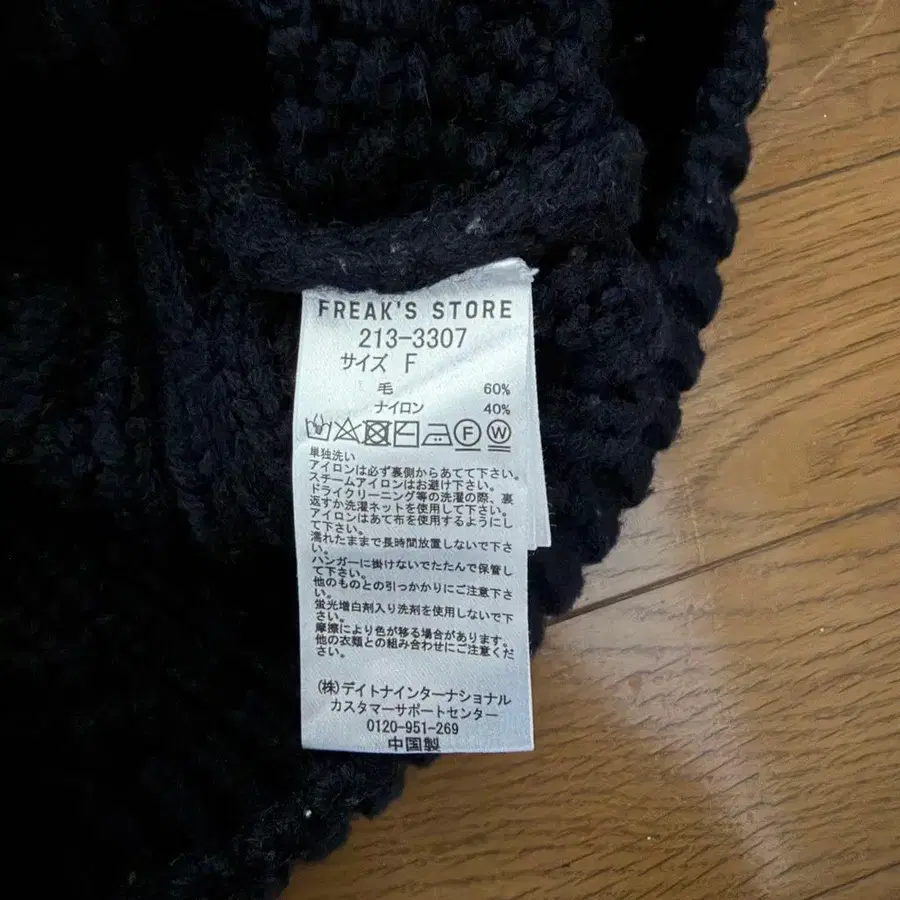 FREAK'S STORE
213-3307
サイズ F
毛 60%
ナイロン 40%
F W
単独洗い
アイロンは必ず裏側からあてて下さい。
スチームアイロンはお避け下さい。
ドライクリーニング等の洗濯の際、裏
返すか洗濯ネットを使用して下さい。
アイロンはあて布を使用するようにし
て下さい。
濡れたままで長時間放置しないで下さ
い。
ハンガーに掛けないでたたんで保管し
て下さい。
他のものとの引っかかりにご注意下さ
い。
蛍光増白剤入り洗剤を使用しないで下
さい。
摩擦により色が移る場合があります。
他の衣類との組み合わせにご注意くだ
さい。
(株)デイトナインターナショナル
カスタマーサポートセンター
0120-951-269
中国製